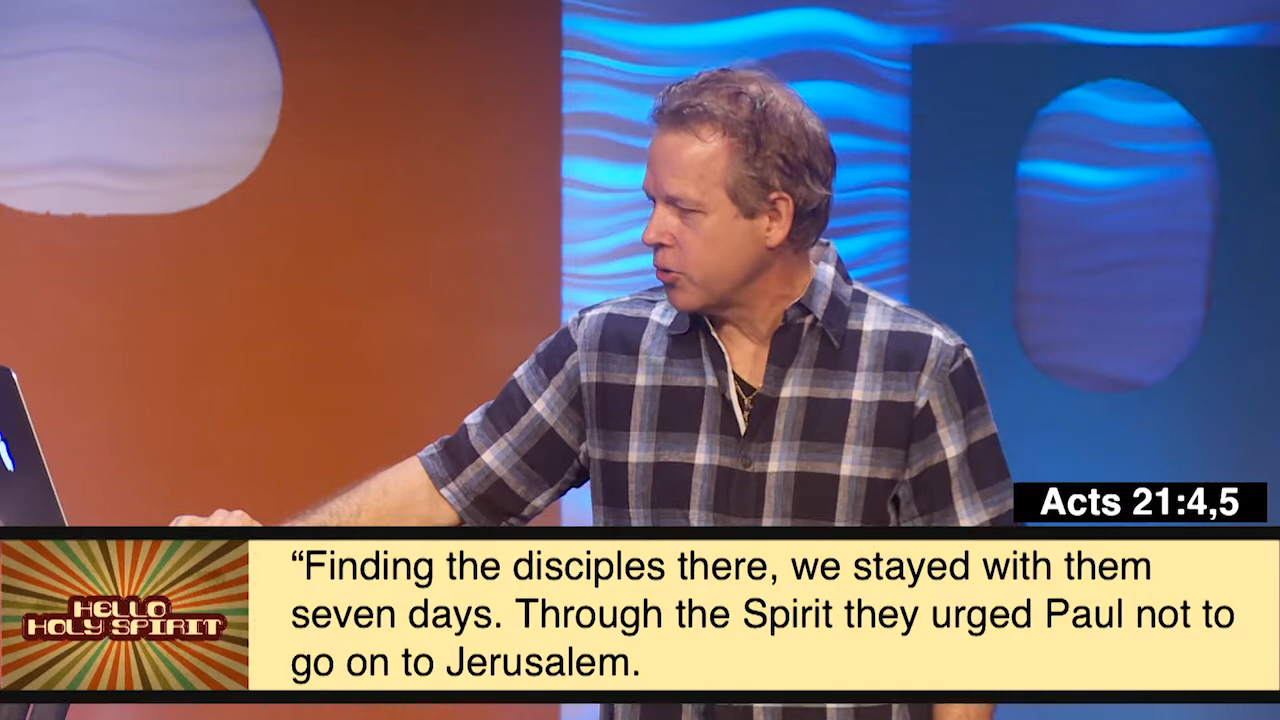 Acts 21:4,5
“Finding the disciples there, we stayed with them
seven days. Through the Spirit they urged Paul not to
go on to Jerusalem.
HELLO
HOLY SPIRIT